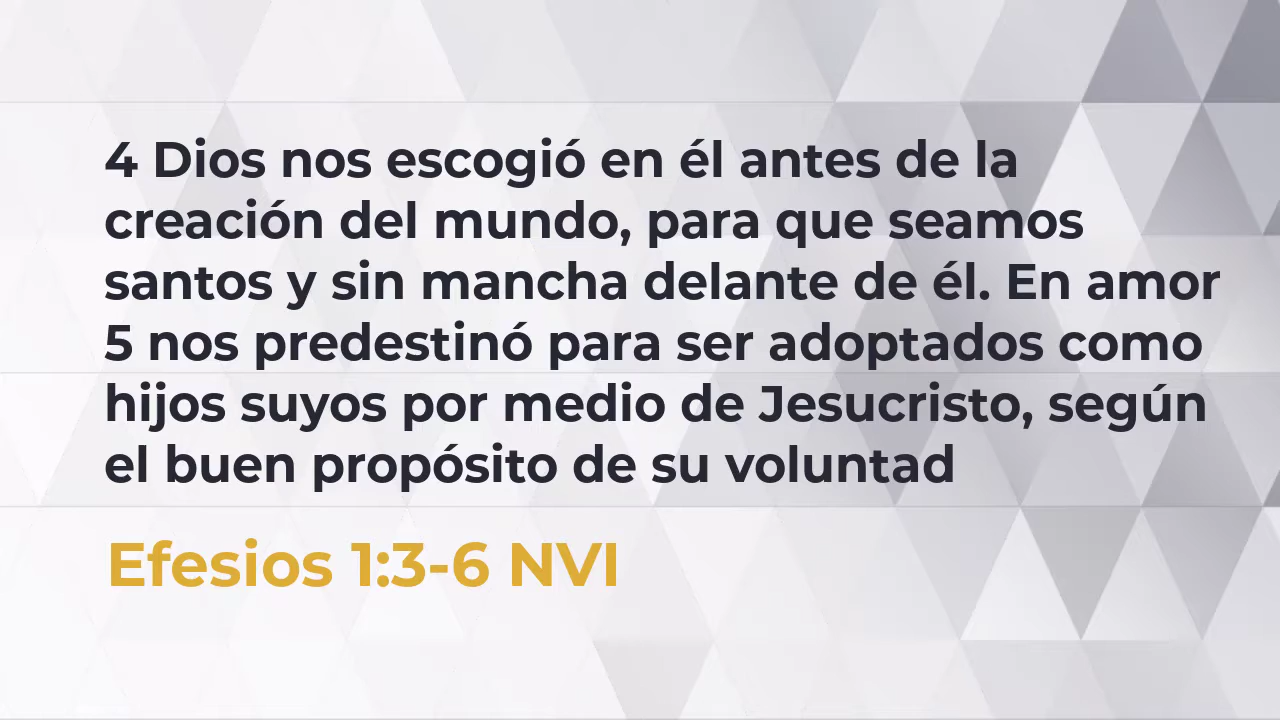 4 Dios nos escogió en él antes de la
creación del mundo, para que seamos
santos y sin mancha delante de él. En amor
5 nos predestinó para ser adoptados como
hijos suyos por medio de Jesucristo, según
el buen propósito de su voluntad
Efesios 1:3-6 NVI